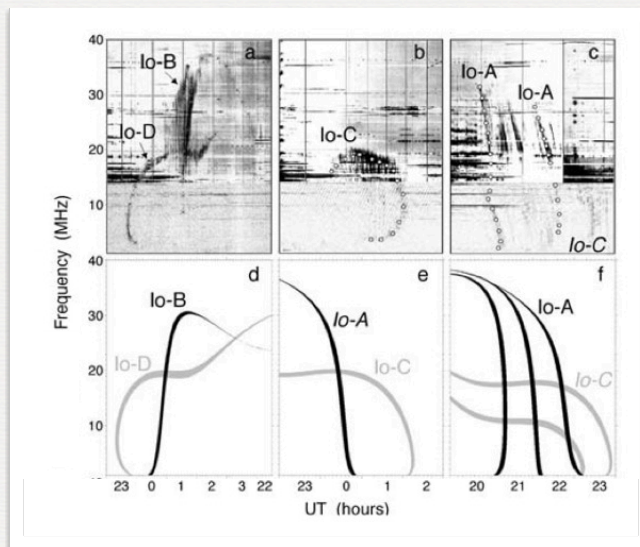 40
30
20
10
a
Io-B
Io-D
b
Io-C
c
Io-A
Io-A
Io-C
Frequency (MHz)
40
30
20
10
d
Io-B
Io-D
e
Io-A
Io-C
f
Io-A
Io-C
23 0 1 2 3 22
23 0 1 2
20 21 22 23
UT (hours)